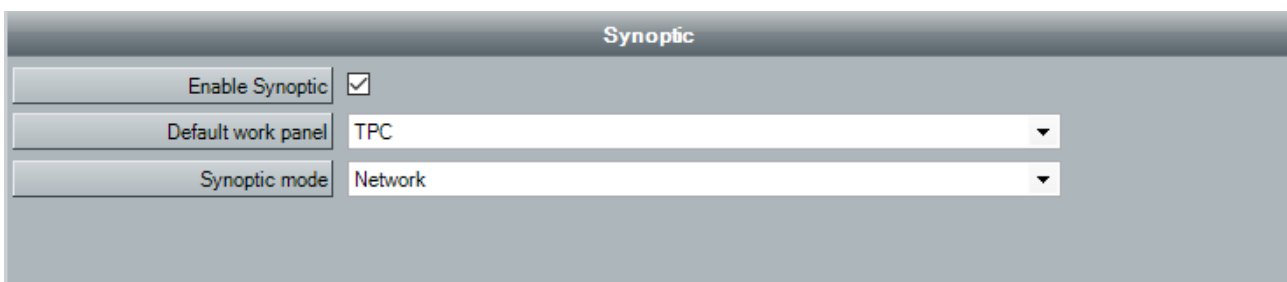 Synoptic
Enable Synoptic
Default work panel TPC
Synoptic mode Network